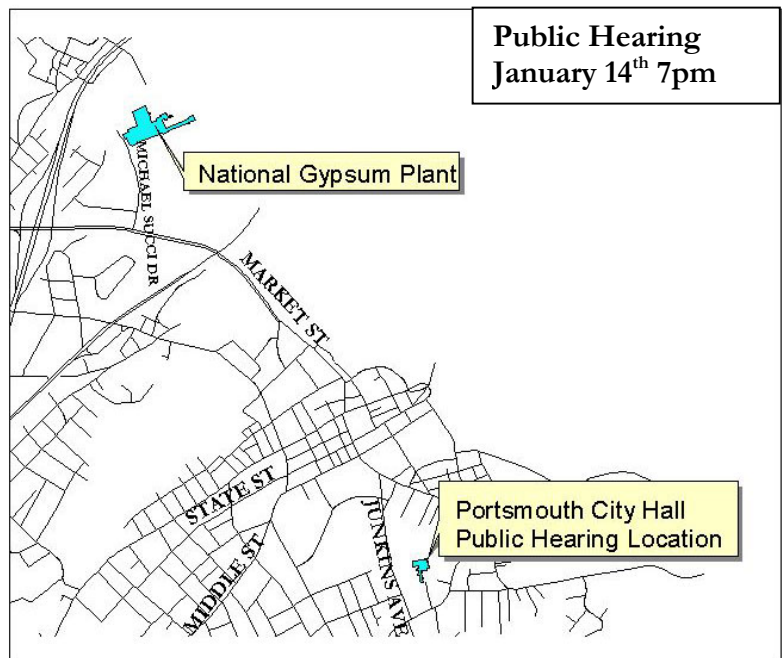 Public Hearing
January 14th 7pm
National Gypsum Plant
MICHAEL SUCCI DR
MARKET ST
STATE ST
MIDDLE ST
JUNKINS AVE
Portsmouth City Hall
Public Hearing Location